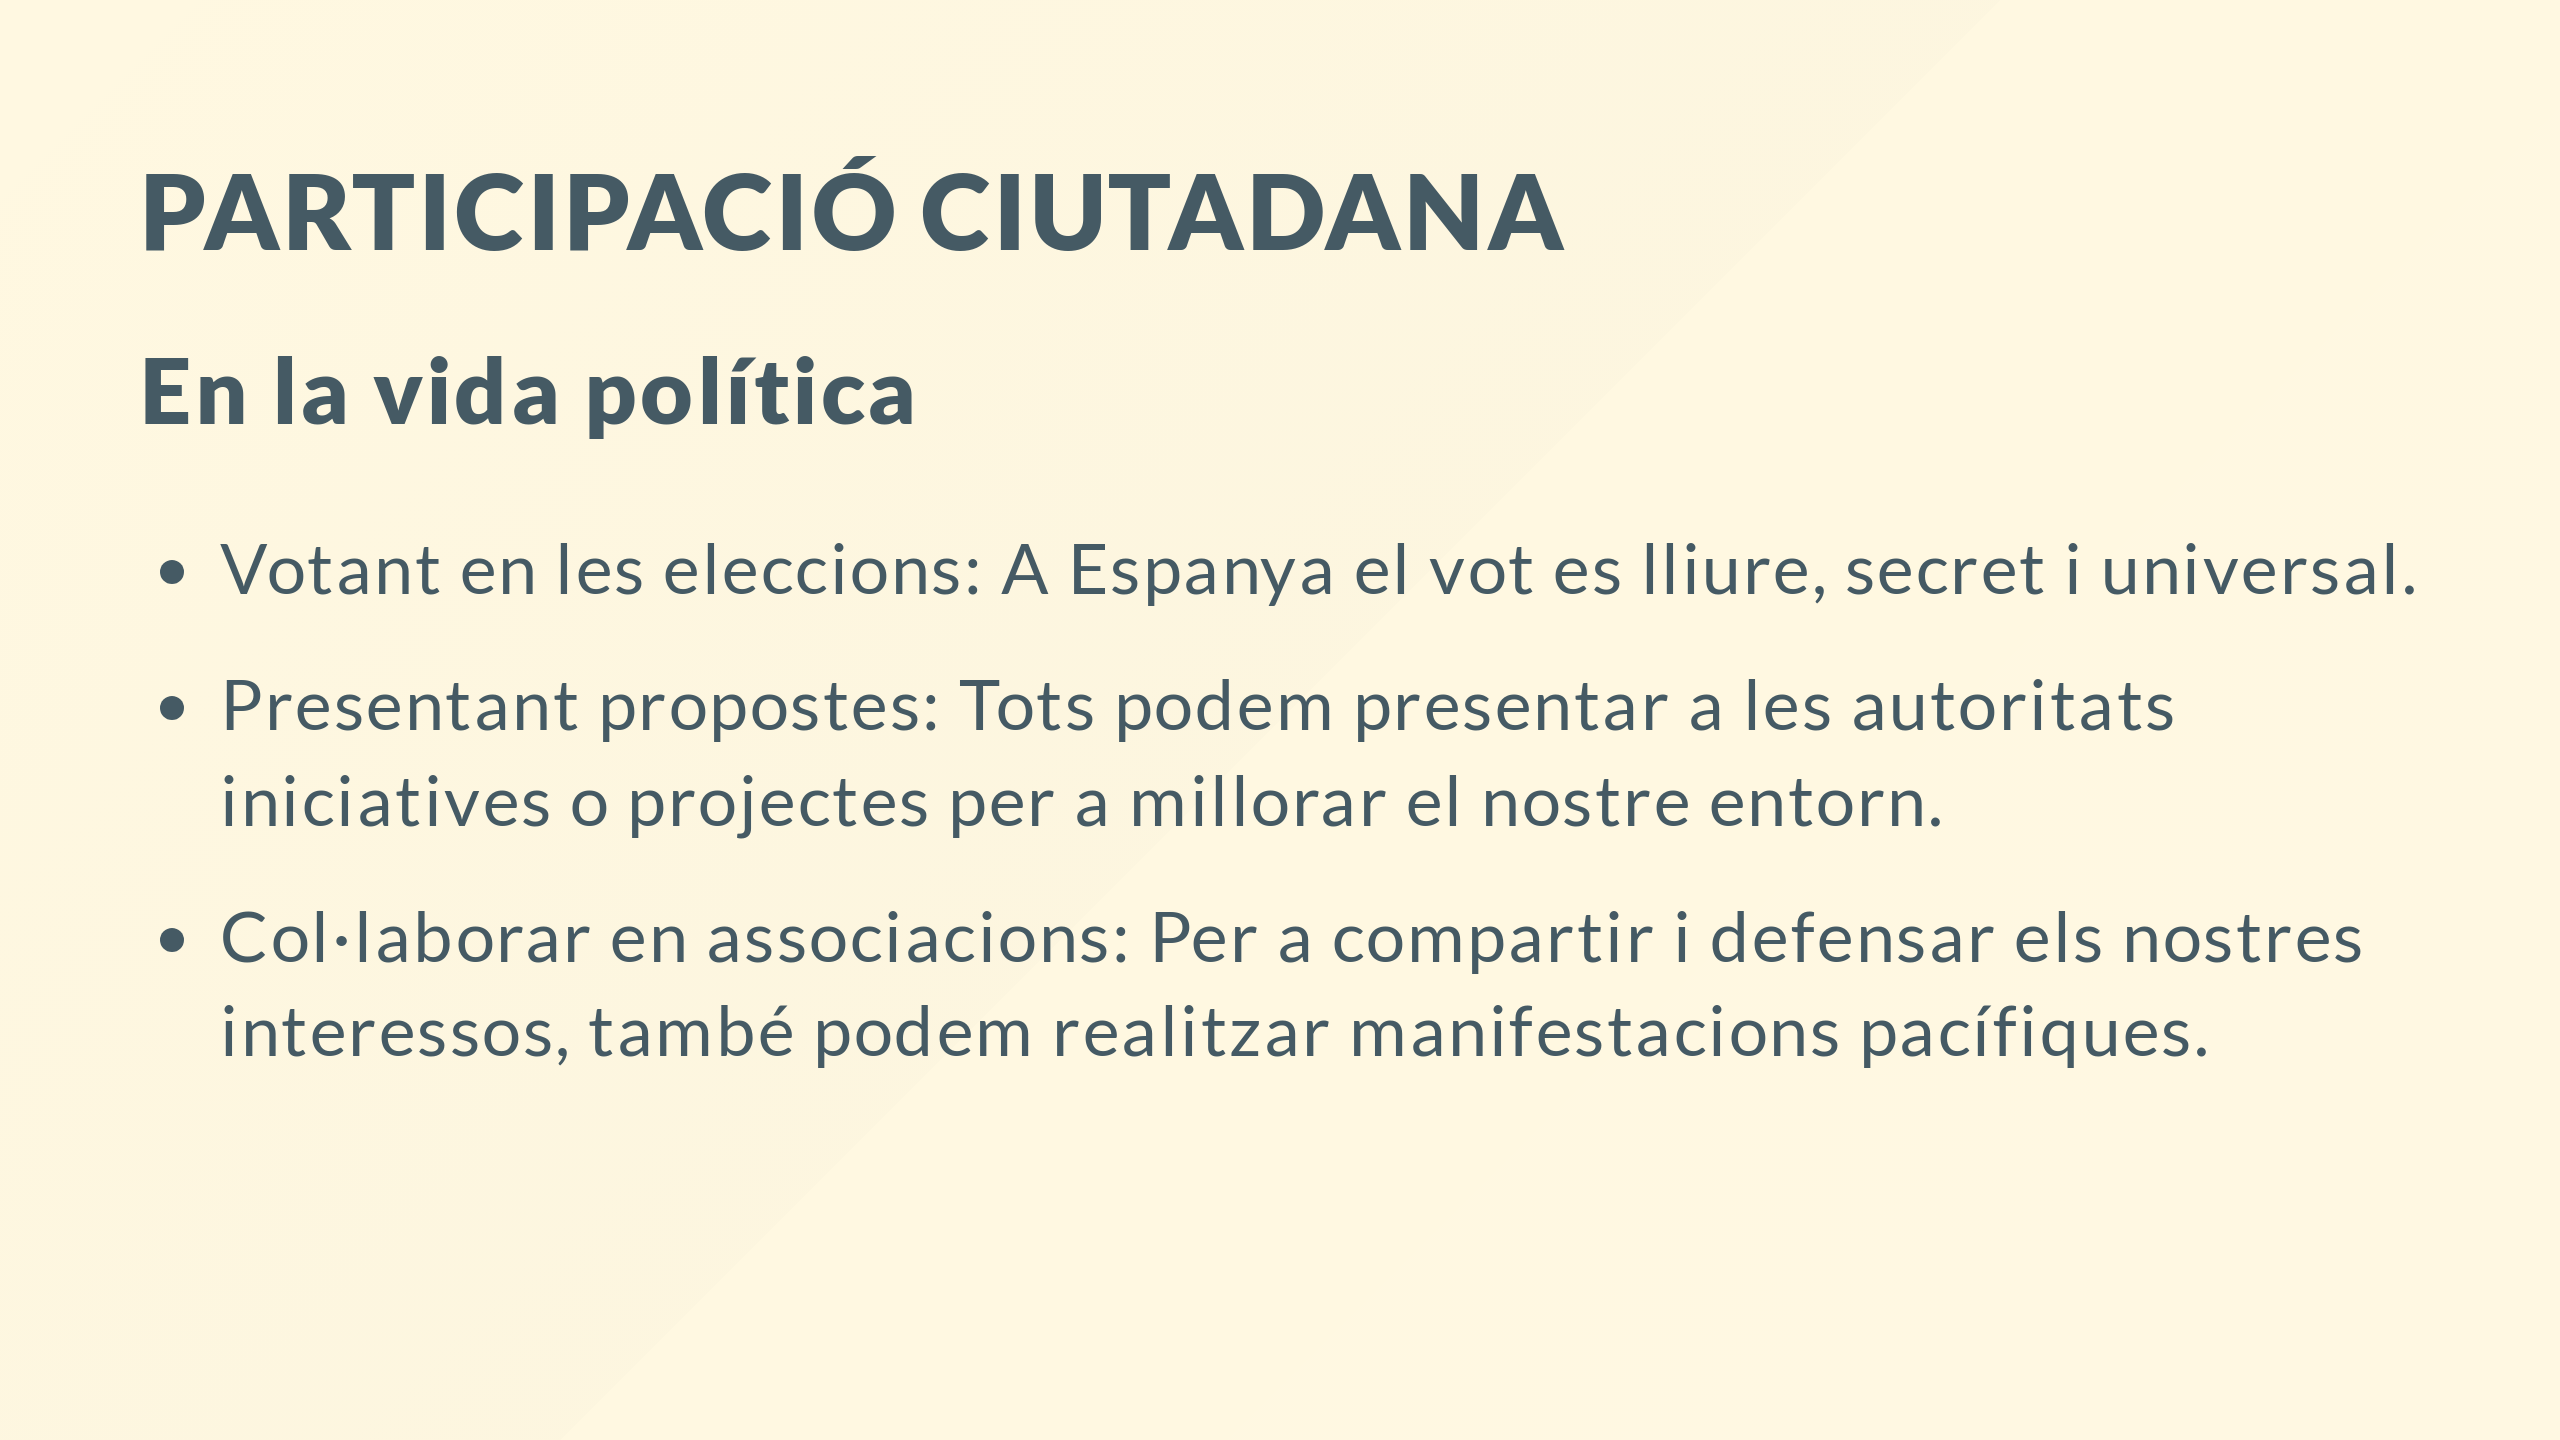 PARTICIPACIÓ CIUTADANA
En la vida política
• Votant en les eleccions: A Espanya el vot es lliure, secret i universal.
• Presentant propostes: Tots podem presentar a les autoritats
iniciatives o projectes per a millorar el nostre entorn.
• Col·laborar en associacions: Per a compartir i defensar els nostres
interessos, també podem realitzar manifestacions pacífiques.